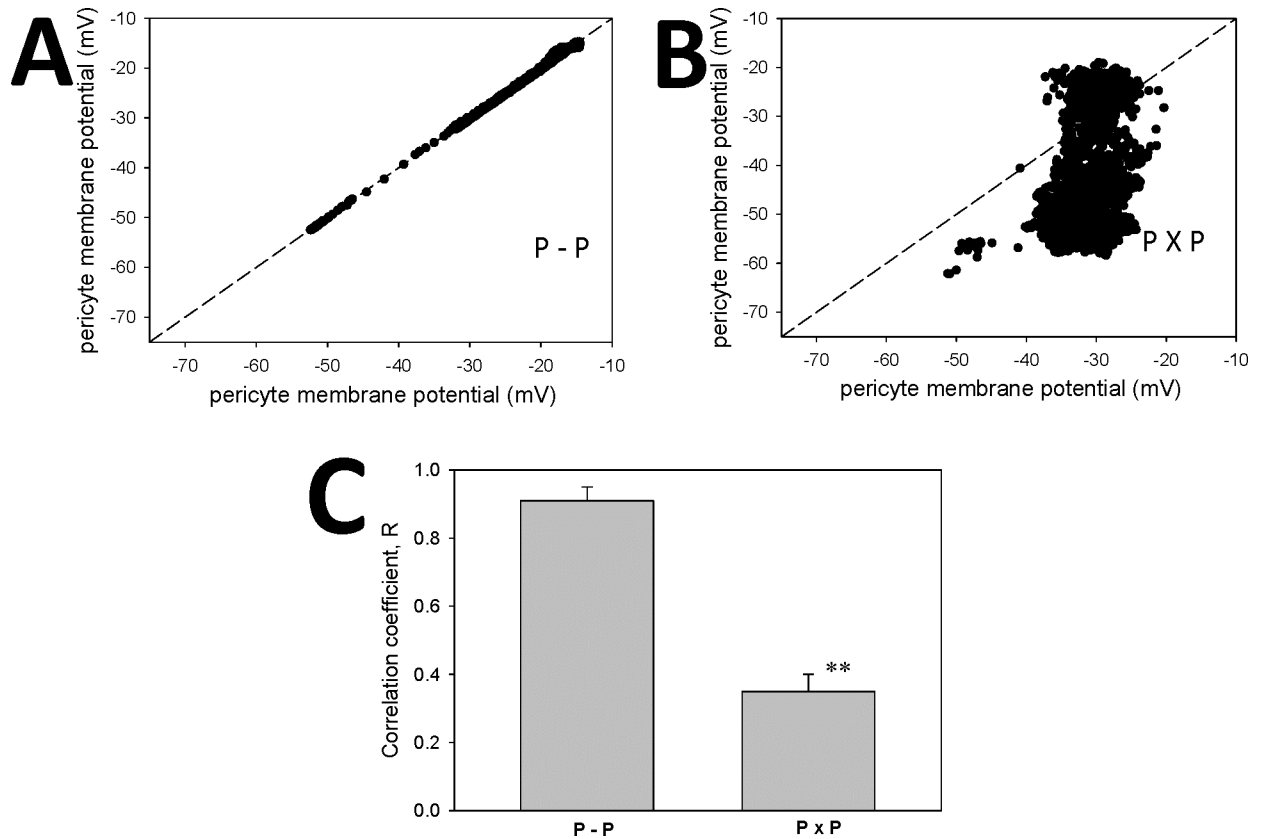 A
pericyte membrane potential (mV)
-10
-20
-30
-40
-50
-60
-70
P - P
-70 -60 -50 -40 -30 -20 -10
pericyte membrane potential (mV)
B
pericyte membrane potential (mV)
-10
-20
-30
-40
-50
-60
-70
P X P
-70 -60 -50 -40 -30 -20 -10
pericyte membrane potential (mV)
C
Correlation coefficient, R
1.0
0.8
0.6
0.4
0.2
0.0
**
P - P P x P